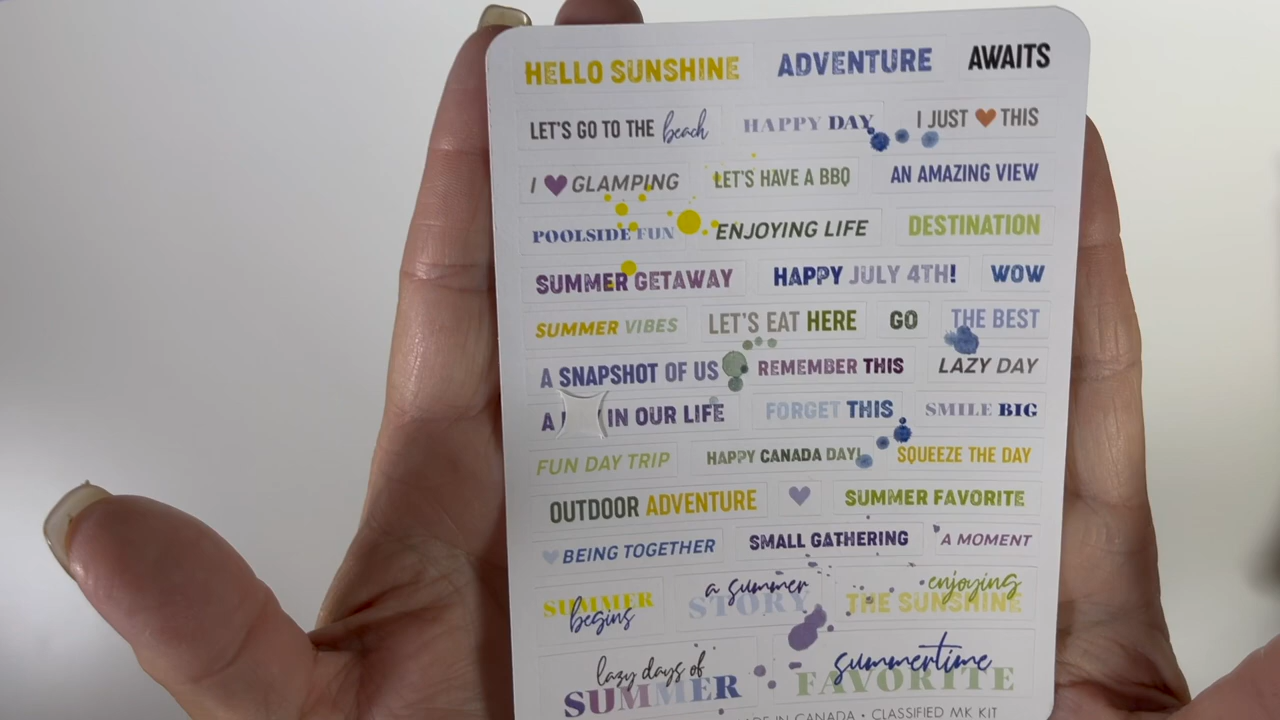 HELLO SUNSHINE ADVENTURE AWAITS
LET'S GO TO THE beach HAPPY DAY I JUST ♥ THIS
I ♥ GLAMPING LET'S HAVE A BBQ AN AMAZING VIEW
POOLSIDE FUN ENJOYING LIFE DESTINATION
SUMMER GETAWAY HAPPY JULY 4TH! WOW
SUMMER VIBES LET'S EAT HERE GO THE BEST
A SNAPSHOT OF US REMEMBER THIS LAZY DAY
A IN OUR LIFE FORGET THIS SMILE BIG
FUN DAY TRIP HAPPY CANADA DAY! SQUEEZE THE DAY
OUTDOOR ADVENTURE SUMMER FAVORITE
BEING TOGETHER SMALL GATHERING A MOMENT
SUMMER begins a summer STORY enjoying THE SUNSHINE
lazy days of SUMMER summertime FAVORITE
IN CANADA • CLASSIFIED MK KIT